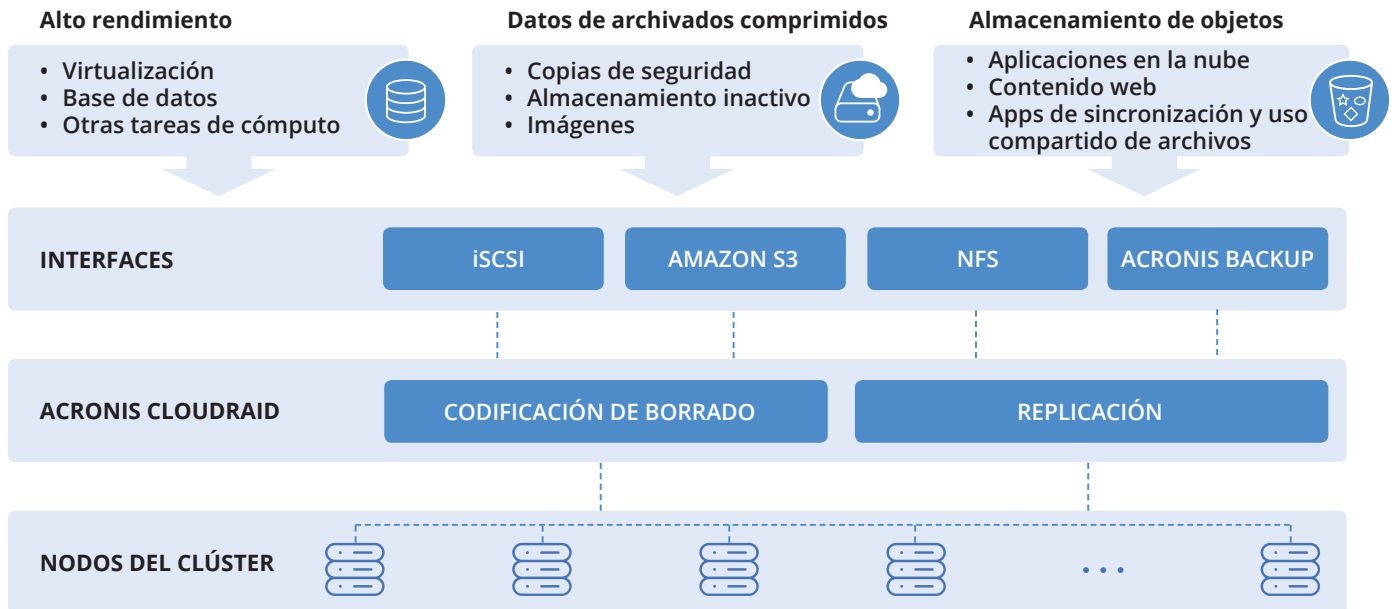 Alto rendimiento
• Virtualización
• Base de datos
• Otras tareas de cómputo
Datos de archivados comprimidos
• Copias de seguridad
• Almacenamiento inactivo
• Imágenes
Almacenamiento de objetos
• Aplicaciones en la nube
• Contenido web
• Apps de sincronización y uso
compartido de archivos
INTERFACES
iSCSI
AMAZON S3
NFS
ACRONIS BACKUP
ACRONIS CLOUDRAID
CODIFICACIÓN DE BORRADO
REPLICACIÓN
NODOS DEL CLÚSTER
...